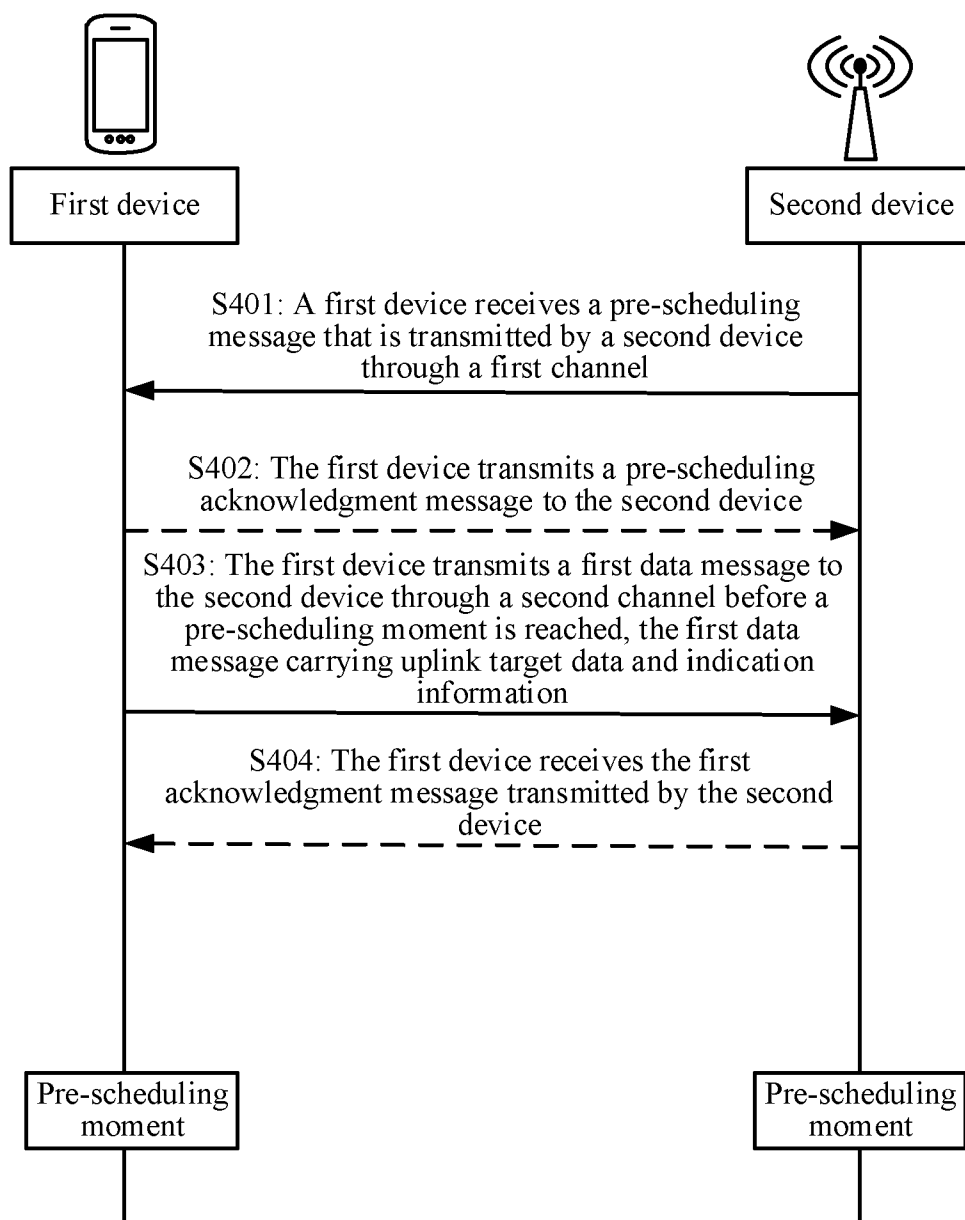 First device
Second device
S401: A first device receives a pre-scheduling
message that is transmitted by a second device
through a first channel
S402: The first device transmits a pre-scheduling
acknowledgment message to the second device
S403: The first device transmits a first data message to
the second device through a second channel before a
pre-scheduling moment is reached, the first data
message carrying uplink target data and indication
information
S404: The first device receives the first
acknowledgment message transmitted by the second
device
Pre-scheduling
moment
Pre-scheduling
moment